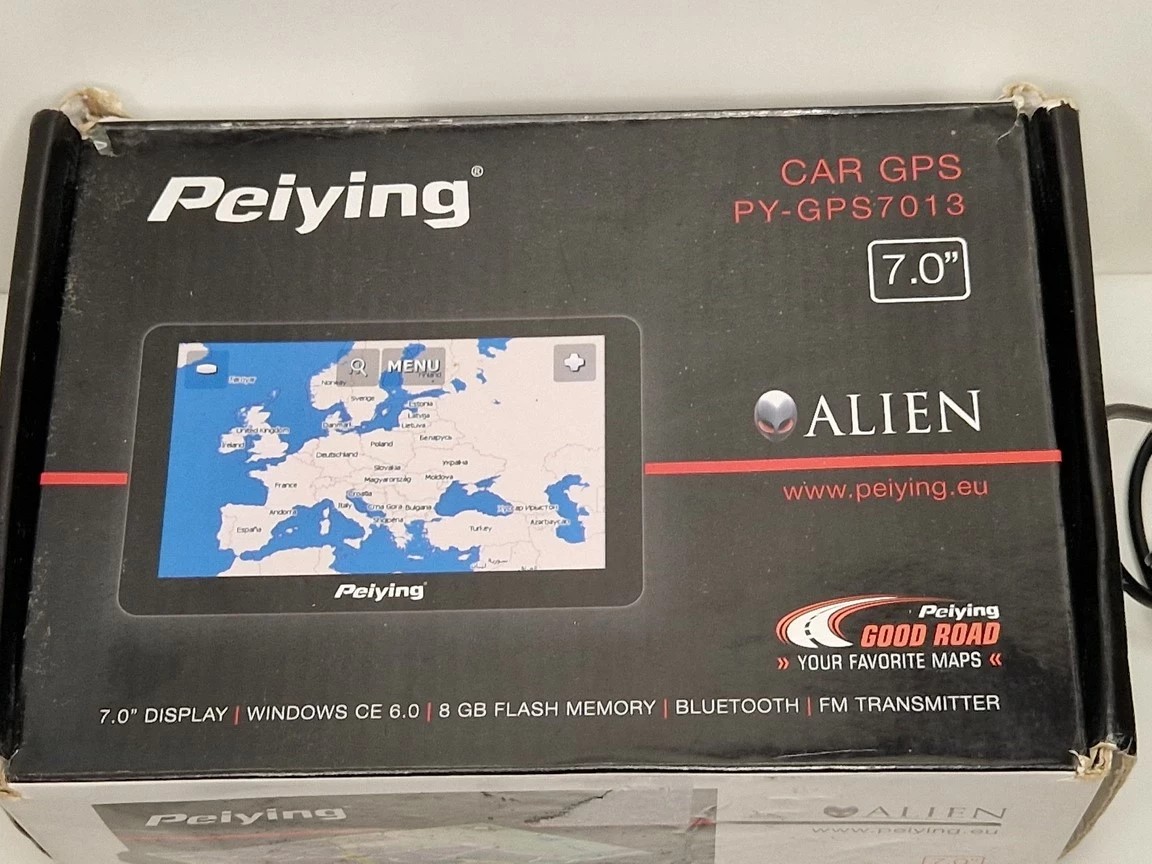 Peiying®
CAR GPS
PY-GPS7013
7.0"
MENU
Norway
Finland
Sverige
Estonia
Latvija
Lietuva
Danmark
United Kingdom
Ireland
Беларусь
Poland
Deutschland
Slovakia
Україна
Magyarország
Moldova
France
Croatia
Andorra
Italy
Crna Gora
Bulgaria
Shqipëria
España
Turkey
Azərbaycan
Peiying
ALIEN
www.peiying.eu
Peiying
GOOD ROAD
» YOUR FAVORITE MAPS «
7.0" DISPLAY | WINDOWS CE 6.0 | 8 GB FLASH MEMORY | BLUETOOTH | FM TRANSMITTER
Peiying
ALIEN
www.peiying.eu
7.0"